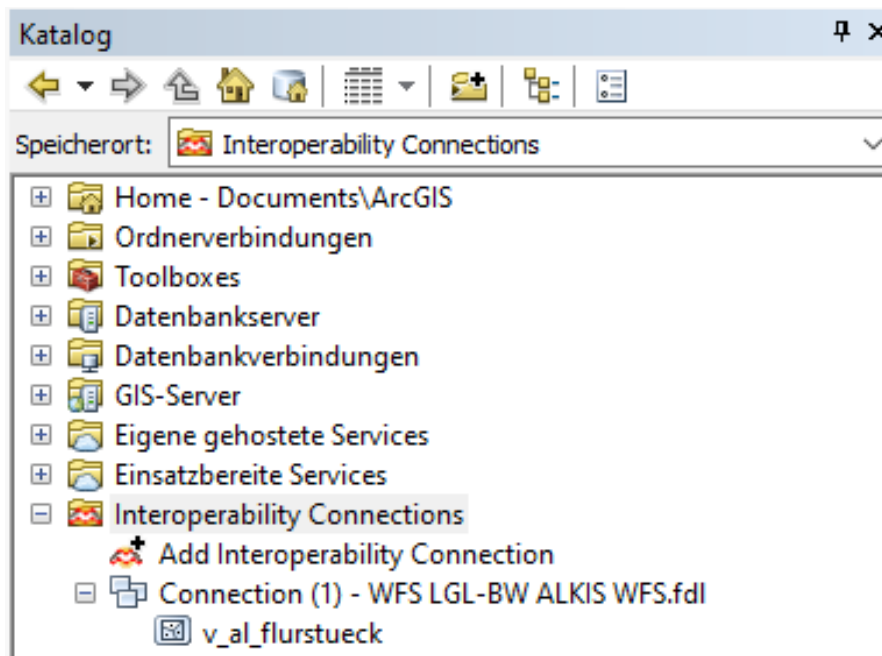 Katalog
Speicherort: Interoperability Connections
Home - Documents\ArcGIS
Ordnerverbindungen
Toolboxes
Datenbankserver
Datenbankverbindungen
GIS-Server
Eigene gehostete Services
Einsatzbereite Services
Interoperability Connections
Add Interoperability Connection
Connection (1) - WFS LGL-BW ALKIS WFS.fdl
v_al_flurstueck